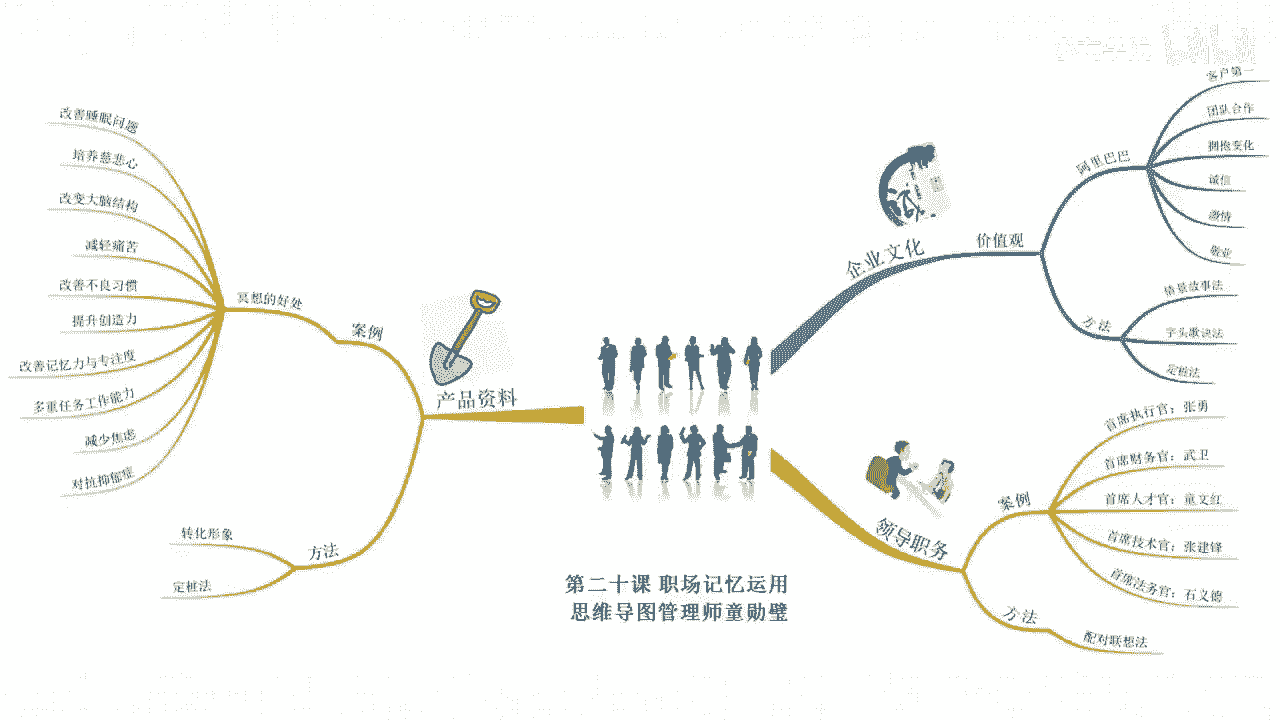 第二十课 职场记忆运用
思维导图管理师童勋璧
企业文化
价值观
阿里巴巴
客户第一
团队合作
拥抱变化
诚信
激情
敬业
方法
情景故事法
字头歌诀法
定桩法
领导职务
案例
首席执行官：张勇
首席财务官：武卫
首席人才官：童文红
首席技术官：张建锋
首席法务官：石义德
方法
配对联想法
产品资料
案例
冥想的好处
改善睡眠问题
培养慈悲心
改变大脑结构
减轻痛苦
改善不良习惯
提升创造力
改善记忆力与专注度
多重任务工作能力
减少焦虑
对抗抑郁症
方法
转化形象
定桩法